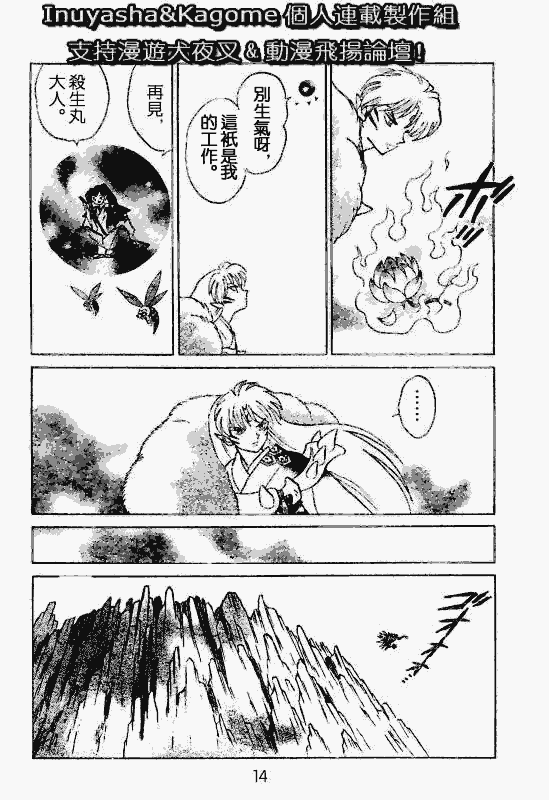 Inuyasha&Kagome 個人連載製作組
支持漫遊犬夜叉&動漫飛揚論壇!
別生氣呀,
這祇是我
的工作。
再見,
殺生丸
大人。
……
14